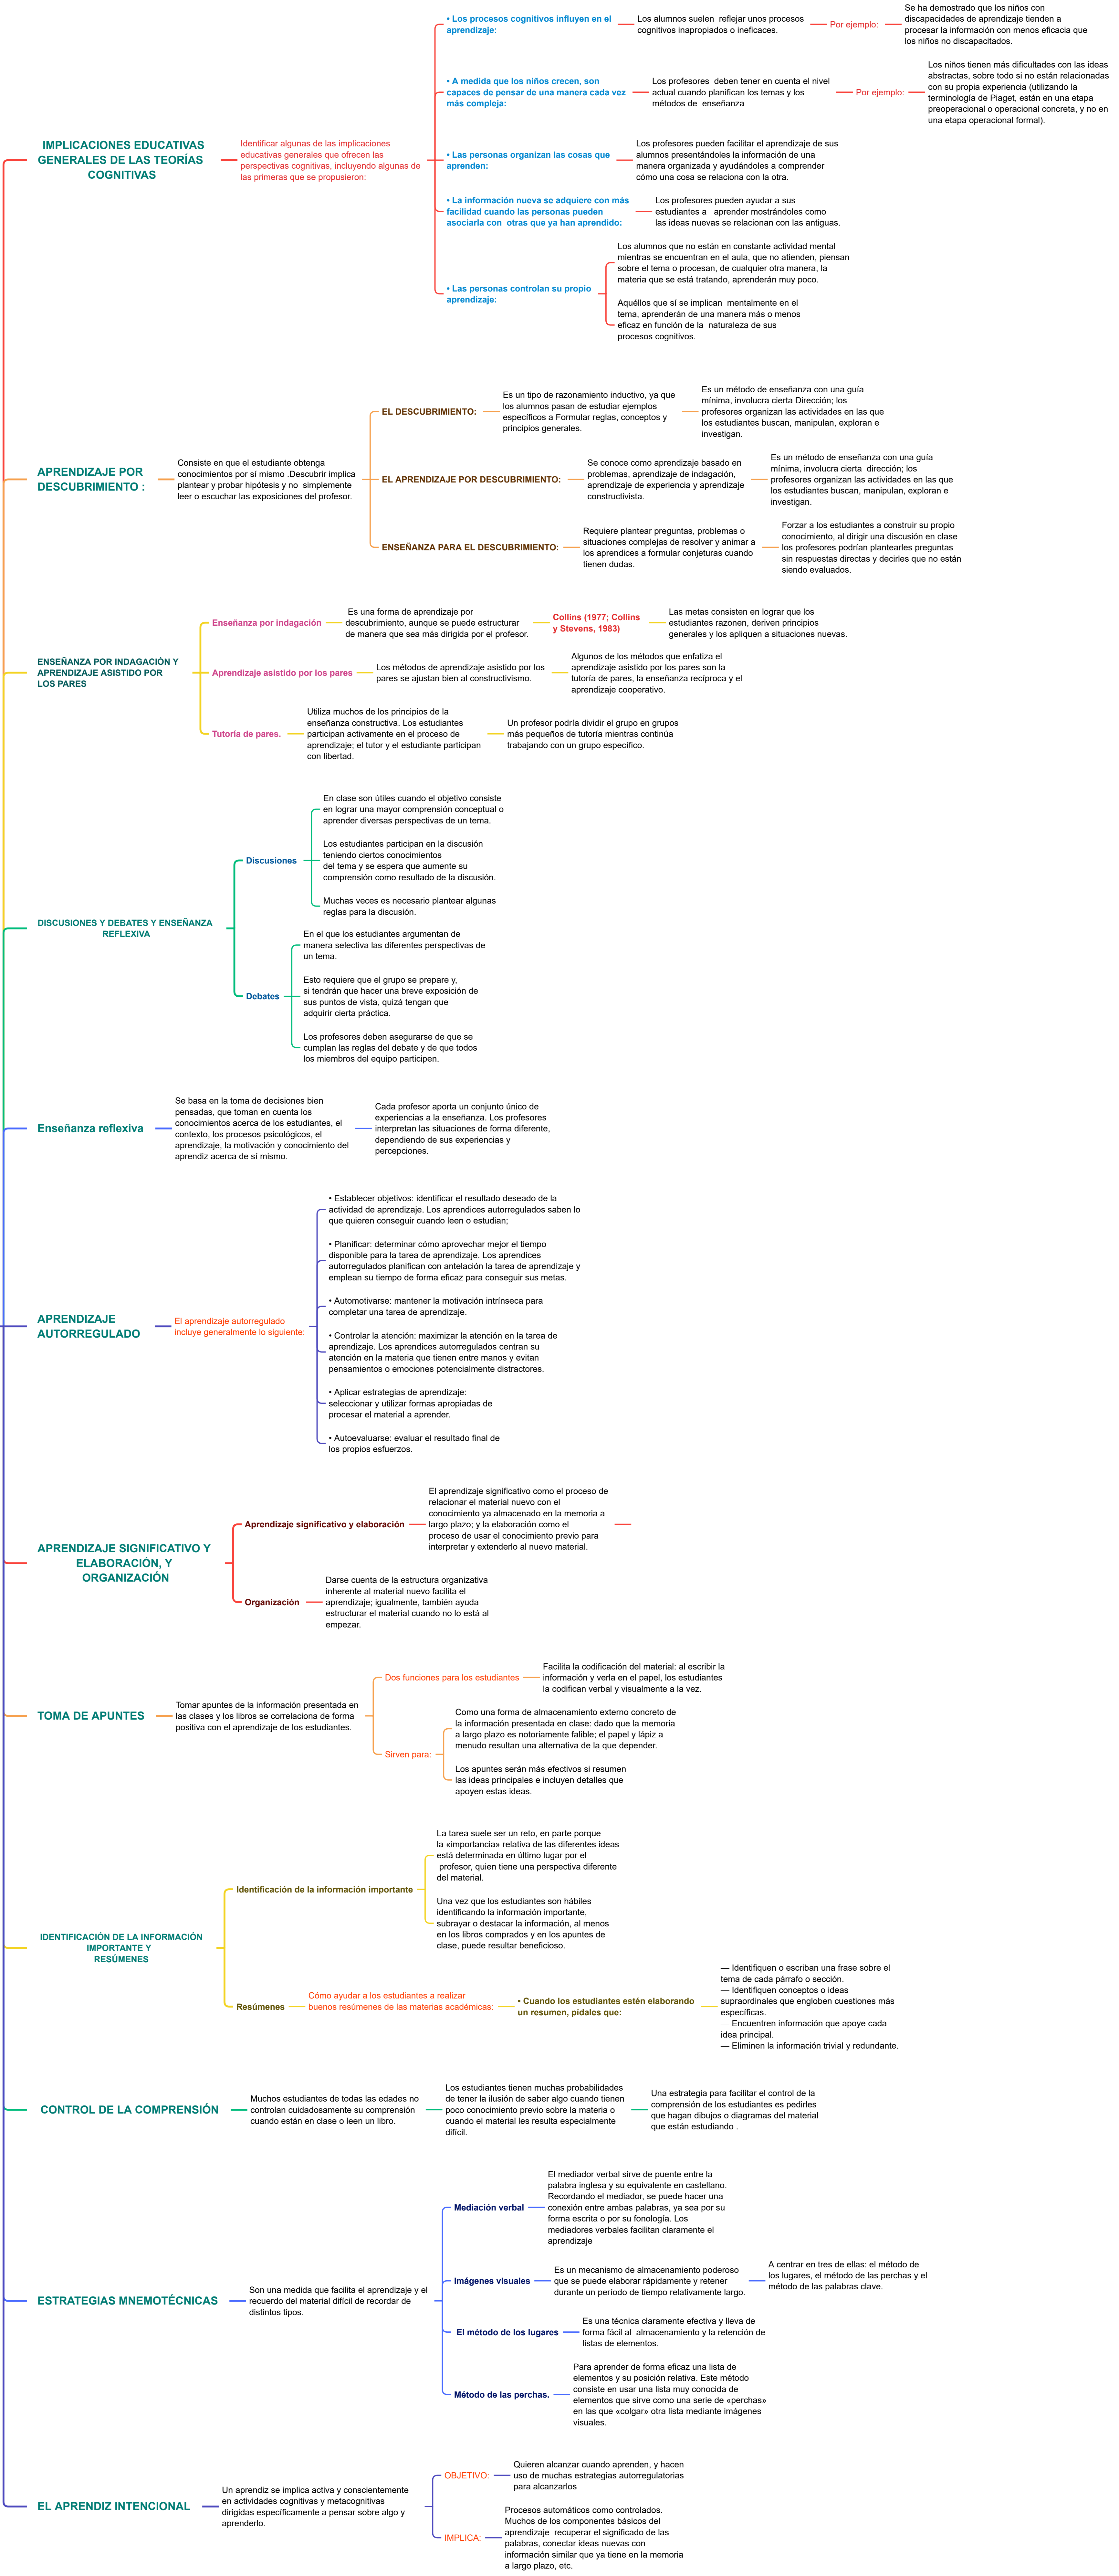 IMPLICACIONES EDUCATIVAS
GENERALES DE LAS TEORÍAS
COGNITIVAS
Identificar algunas de las implicaciones
educativas generales que ofrecen las
perspectivas cognitivas, incluyendo algunas de
las primeras que se propusieron:
• Los procesos cognitivos influyen en el
aprendizaje:
Los alumnos suelen  reflejar unos procesos
cognitivos inapropiados o ineficaces.
Por ejemplo:
Se ha demostrado que los niños con
discapacidades de aprendizaje tienden a
procesar la información con menos eficacia que
los niños no discapacitados.
• A medida que los niños crecen, son
capaces de pensar de una manera cada vez
más compleja:
Los profesores  deben tener en cuenta el nivel
actual cuando planifican los temas y los
métodos de  enseñanza
Por ejemplo:
Los niños tienen más dificultades con las ideas
abstractas, sobre todo si no están relacionadas
con su propia experiencia (utilizando la
terminología de Piaget, están en una etapa
preoperacional o operacional concreta, y no en
una etapa operacional formal).
• Las personas organizan las cosas que
aprenden:
Los profesores pueden facilitar el aprendizaje de sus
alumnos presentándoles la información de una
manera organizada y ayudándoles a comprender
cómo una cosa se relaciona con la otra.
• La información nueva se adquiere con más
facilidad cuando las personas pueden
asociarla con  otras que ya han aprendido:
Los profesores pueden ayudar a sus
estudiantes a   aprender mostrándoles como
las ideas nuevas se relacionan con las antiguas.
• Las personas controlan su propio
aprendizaje:
Los alumnos que no están en constante actividad mental
mientras se encuentran en el aula, que no atienden, piensan
sobre el tema o procesan, de cualquier otra manera, la
materia que se está tratando, aprenderán muy poco.
Aquéllos que sí se implican  mentalmente en el
tema, aprenderán de una manera más o menos
eficaz en función de la  naturaleza de sus
procesos cognitivos.
APRENDIZAJE POR
DESCUBRIMIENTO :
Consiste en que el estudiante obtenga
conocimientos por sí mismo .Descubrir implica
plantear y probar hipótesis y no  simplemente
leer o escuchar las exposiciones del profesor.
EL DESCUBRIMIENTO:
Es un tipo de razonamiento inductivo, ya que
los alumnos pasan de estudiar ejemplos
específicos a Formular reglas, conceptos y
principios generales.
Es un método de enseñanza con una guía
mínima, involucra cierta Dirección; los
profesores organizan las actividades en las que
los estudiantes buscan, manipulan, exploran e
investigan.
EL APRENDIZAJE POR DESCUBRIMIENTO:
Se conoce como aprendizaje basado en
problemas, aprendizaje de indagación,
aprendizaje de experiencia y aprendizaje
constructivista.
Es un método de enseñanza con una guía
mínima, involucra cierta  dirección; los
profesores organizan las actividades en las que
los estudiantes buscan, manipulan, exploran e
investigan.
ENSEÑANZA PARA EL DESCUBRIMIENTO:
Requiere plantear preguntas, problemas o
situaciones complejas de resolver y animar a
los aprendices a formular conjeturas cuando
tienen dudas.
Forzar a los estudiantes a construir su propio
conocimiento, al dirigir una discusión en clase
los profesores podrían plantearles preguntas
sin respuestas directas y decirles que no están
siendo evaluados.
ENSEÑANZA POR INDAGACIÓN Y
APRENDIZAJE ASISTIDO POR
LOS PARES
Enseñanza por indagación
Es una forma de aprendizaje por
descubrimiento, aunque se puede estructurar
de manera que sea más dirigida por el profesor.
Collins (1977; Collins
y Stevens, 1983)
Las metas consisten en lograr que los
estudiantes razonen, deriven principios
generales y los apliquen a situaciones nuevas.
Aprendizaje asistido por los pares
Los métodos de aprendizaje asistido por los
pares se ajustan bien al constructivismo.
Algunos de los métodos que enfatiza el
aprendizaje asistido por los pares son la
tutoría de pares, la enseñanza recíproca y el
aprendizaje cooperativo.
Tutoría de pares.
Utiliza muchos de los principios de la
enseñanza constructiva. Los estudiantes
participan activamente en el proceso de
aprendizaje; el tutor y el estudiante participan
con libertad.
Un profesor podría dividir el grupo en grupos
más pequeños de tutoría mientras continúa
trabajando con un grupo específico.
DISCUSIONES Y DEBATES Y ENSEÑANZA
REFLEXIVA
Discusiones
En clase son útiles cuando el objetivo consiste
en lograr una mayor comprensión conceptual o
aprender diversas perspectivas de un tema.
Los estudiantes participan en la discusión
teniendo ciertos conocimientos
del tema y se espera que aumente su
comprensión como resultado de la discusión.
Muchas veces es necesario plantear algunas
reglas para la discusión.
Debates
En el que los estudiantes argumentan de
manera selectiva las diferentes perspectivas de
un tema.
Esto requiere que el grupo se prepare y,
si tendrán que hacer una breve exposición de
sus puntos de vista, quizá tengan que
adquirir cierta práctica.
Los profesores deben asegurarse de que se
cumplan las reglas del debate y de que todos
los miembros del equipo participen.
Enseñanza reflexiva
Se basa en la toma de decisiones bien
pensadas, que toman en cuenta los
conocimientos acerca de los estudiantes, el
contexto, los procesos psicológicos, el
aprendizaje, la motivación y conocimiento del
aprendiz acerca de sí mismo.
Cada profesor aporta un conjunto único de
experiencias a la enseñanza. Los profesores
interpretan las situaciones de forma diferente,
dependiendo de sus experiencias y
percepciones.
APRENDIZAJE
AUTORREGULADO
El aprendizaje autorregulado
incluye generalmente lo siguiente:
• Establecer objetivos: identificar el resultado deseado de la
actividad de aprendizaje. Los aprendices autorregulados saben lo
que quieren conseguir cuando leen o estudian;
• Planificar: determinar cómo aprovechar mejor el tiempo
disponible para la tarea de aprendizaje. Los aprendices
autorregulados planifican con antelación la tarea de aprendizaje y
emplean su tiempo de forma eficaz para conseguir sus metas.
• Automotivarse: mantener la motivación intrínseca para
completar una tarea de aprendizaje.
• Controlar la atención: maximizar la atención en la tarea de
aprendizaje. Los aprendices autorregulados centran su
atención en la materia que tienen entre manos y evitan
pensamientos o emociones potencialmente distractores.
• Aplicar estrategias de aprendizaje:
seleccionar y utilizar formas apropiadas de
procesar el material a aprender.
• Autoevaluarse: evaluar el resultado final de
los propios esfuerzos.
APRENDIZAJE SIGNIFICATIVO Y
ELABORACIÓN, Y
ORGANIZACIÓN
Aprendizaje significativo y elaboración
El aprendizaje significativo como el proceso de
relacionar el material nuevo con el
conocimiento ya almacenado en la memoria a
largo plazo; y la elaboración como el
proceso de usar el conocimiento previo para
interpretar y extenderlo al nuevo material.
Organización
Darse cuenta de la estructura organizativa
inherente al material nuevo facilita el
aprendizaje; igualmente, también ayuda
estructurar el material cuando no lo está al
empezar.
TOMA DE APUNTES
Tomar apuntes de la información presentada en
las clases y los libros se correlaciona de forma
positiva con el aprendizaje de los estudiantes.
Dos funciones para los estudiantes
Facilita la codificación del material: al escribir la
información y verla en el papel, los estudiantes
la codifican verbal y visualmente a la vez.
Sirven para:
Como una forma de almacenamiento externo concreto de
la información presentada en clase: dado que la memoria
a largo plazo es notoriamente falible; el papel y lápiz a
menudo resultan una alternativa de la que depender.
Los apuntes serán más efectivos si resumen
las ideas principales e incluyen detalles que
apoyen estas ideas.
IDENTIFICACIÓN DE LA INFORMACIÓN
IMPORTANTE Y
RESÚMENES
Identificación de la información importante
La tarea suele ser un reto, en parte porque
la «importancia» relativa de las diferentes ideas
está determinada en último lugar por el
profesor, quien tiene una perspectiva diferente
del material.
Una vez que los estudiantes son hábiles
identificando la información importante,
subrayar o destacar la información, al menos
en los libros comprados y en los apuntes de
clase, puede resultar beneficioso.
Resúmenes
Cómo ayudar a los estudiantes a realizar
buenos resúmenes de las materias académicas:
• Cuando los estudiantes estén elaborando
un resumen, pídales que:
— Identifiquen o escriban una frase sobre el
tema de cada párrafo o sección.
— Identifiquen conceptos o ideas
supraordinales que engloben cuestiones más
específicas.
— Encuentren información que apoye cada
idea principal.
— Eliminen la información trivial y redundante.
CONTROL DE LA COMPRENSIÓN
Muchos estudiantes de todas las edades no
controlan cuidadosamente su comprensión
cuando están en clase o leen un libro.
Los estudiantes tienen muchas probabilidades
de tener la ilusión de saber algo cuando tienen
poco conocimiento previo sobre la materia o
cuando el material les resulta especialmente
difícil.
Una estrategia para facilitar el control de la
comprensión de los estudiantes es pedirles
que hagan dibujos o diagramas del material
que están estudiando .
ESTRATEGIAS MNEMOTÉCNICAS
Son una medida que facilita el aprendizaje y el
recuerdo del material difícil de recordar de
distintos tipos.
Mediación verbal
El mediador verbal sirve de puente entre la
palabra inglesa y su equivalente en castellano.
Recordando el mediador, se puede hacer una
conexión entre ambas palabras, ya sea por su
forma escrita o por su fonología. Los
mediadores verbales facilitan claramente el
aprendizaje
Imágenes visuales
Es un mecanismo de almacenamiento poderoso
que se puede elaborar rápidamente y retener
durante un período de tiempo relativamente largo.
A centrar en tres de ellas: el método de
los lugares, el método de las perchas y el
método de las palabras clave.
El método de los lugares
Es una técnica claramente efectiva y lleva de
forma fácil al  almacenamiento y la retención de
listas de elementos.
Método de las perchas.
Para aprender de forma eficaz una lista de
elementos y su posición relativa. Este método
consiste en usar una lista muy conocida de
elementos que sirve como una serie de «perchas»
en las que «colgar» otra lista mediante imágenes
visuales.
EL APRENDIZ INTENCIONAL
Un aprendiz se implica activa y conscientemente
en actividades cognitivas y metacognitivas
dirigidas específicamente a pensar sobre algo y
aprenderlo.
OBJETIVO:
Quieren alcanzar cuando aprenden, y hacen
uso de muchas estrategias autorregulatorias
para alcanzarlos
IMPLICA:
Procesos automáticos como controlados.
Muchos de los componentes básicos del
aprendizaje  recuperar el significado de las
palabras, conectar ideas nuevas con
información similar que ya tiene en la memoria
a largo plazo, etc.